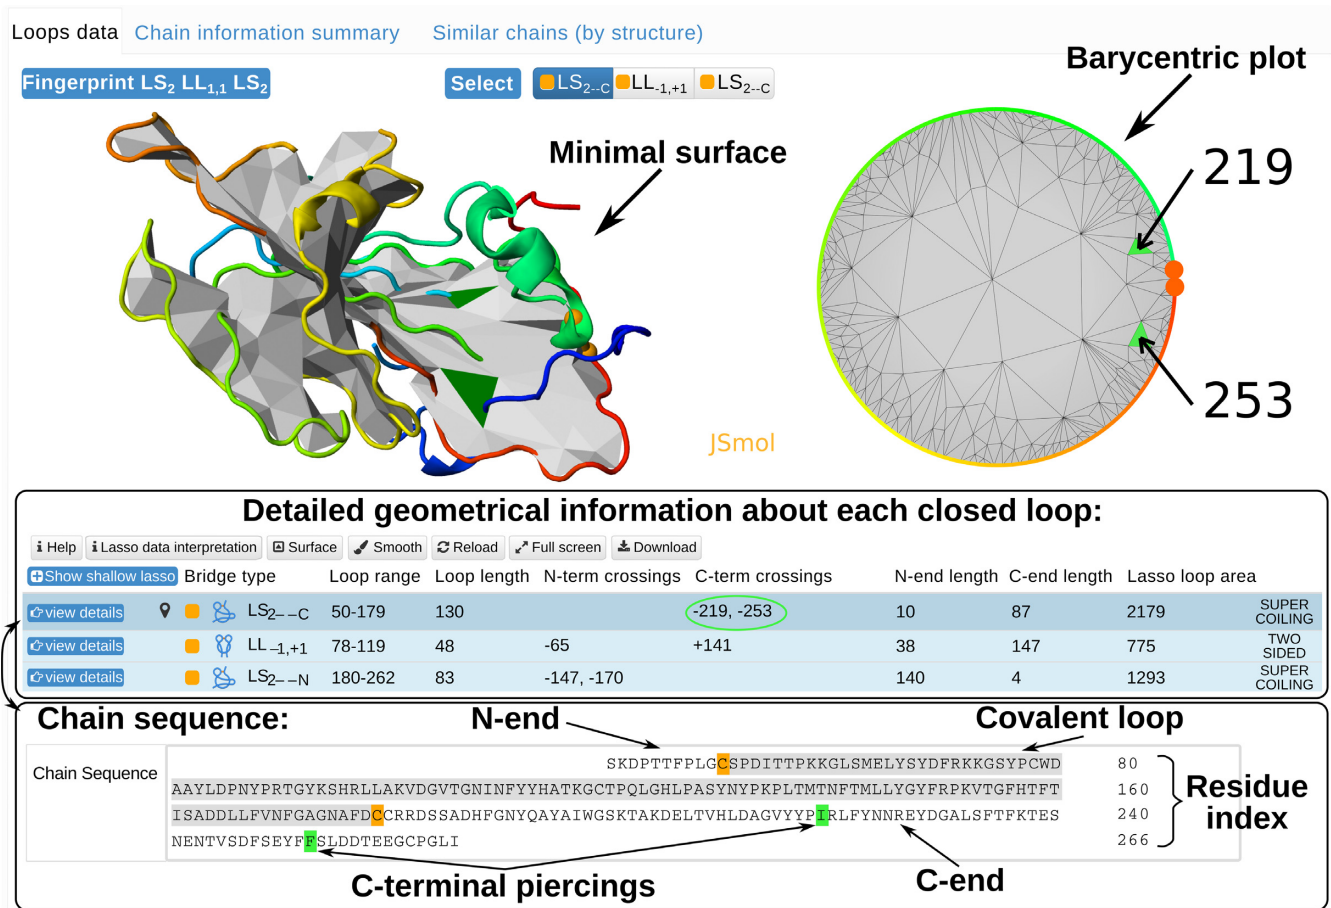 Loops data Chain information summary Similar chains (by structure)
Barycentric plot
Fingerprint LS2 LL1,1 LS2 Select LS2--C LL-1,+1 LS2--C
Minimal surface
219
253
JSmol
Detailed geometrical information about each closed loop:
Help Lasso data interpretation Surface Smooth Reload Full screen Download
Show shallow lasso Bridge type Loop range Loop length N-term crossings C-term crossings N-end length C-end length Lasso loop area
view details LS2--C 50-179 130 -219, -253 10 87 2179 SUPER COILING
view details LL-1,+1 78-119 48 -65 +141 38 147 775 TWO SIDED
view details LS2--N 180-262 83 -147, -170 140 4 1293 SUPER COILING
Chain sequence: N-end Covalent loop
Chain Sequence
SKDPTTFPLGCSPDITTPKKGLSMELYSYDFRKKGSYPCWD 80
AAYLDPNYPRTGYKSHRLLAKVDGVTGNINFYYHATKGCTPQLGHLPASYNYPKPLTMTNFTMLLYGYFRPKVTGFHTFT 160
ISADDLLFVNFGAGNAFDCCRRDSSADHFGNYQAYAIWGSKTAKDELTVHLDAGVYYPIRLFYNNREYDGALSFTFKTES 240
NENTVSDFSEYFFSLDDTEEGCPGLI 266
Residue
index
C-terminal piercings
C-end